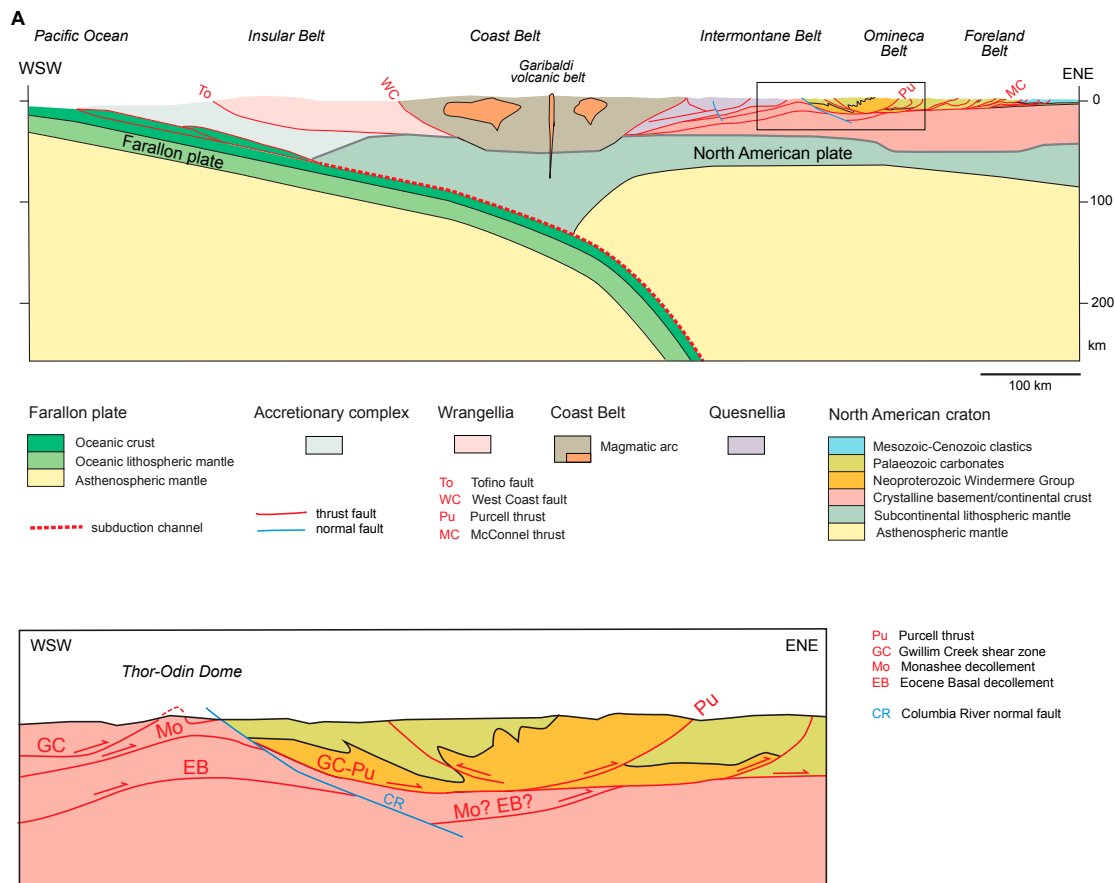 A
Pacific Ocean
Insular Belt
Coast Belt
Intermontane Belt
Omineca
Belt
Foreland
Belt
WSW
Garibaldi
volcanic belt
ENE
To
WC
Pu
MC
0
Farallon plate
North American plate
100
200
km
100 km
Farallon plate
Oceanic crust
Oceanic lithospheric mantle
Asthenospheric mantle
subduction channel
Accretionary complex
thrust fault
normal fault
Wrangellia
To Tofino fault
WC West Coast fault
Pu Purcell thrust
MC McConnel thrust
Coast Belt
Magmatic arc
Quesnellia
North American craton
Mesozoic-Cenozoic clastics
Palaeozoic carbonates
Neoproterozoic Windermere Group
Crystalline basement/continental crust
Subcontinental lithospheric mantle
Asthenospheric mantle
WSW
ENE
Thor-Odin Dome
GC
Mo
EB
GC-Pu
CR
Mo? EB?
Pu
Pu Purcell thrust
GC Gwillim Creek shear zone
Mo Monashee decollement
EB Eocene Basal decollement
CR Columbia River normal fault